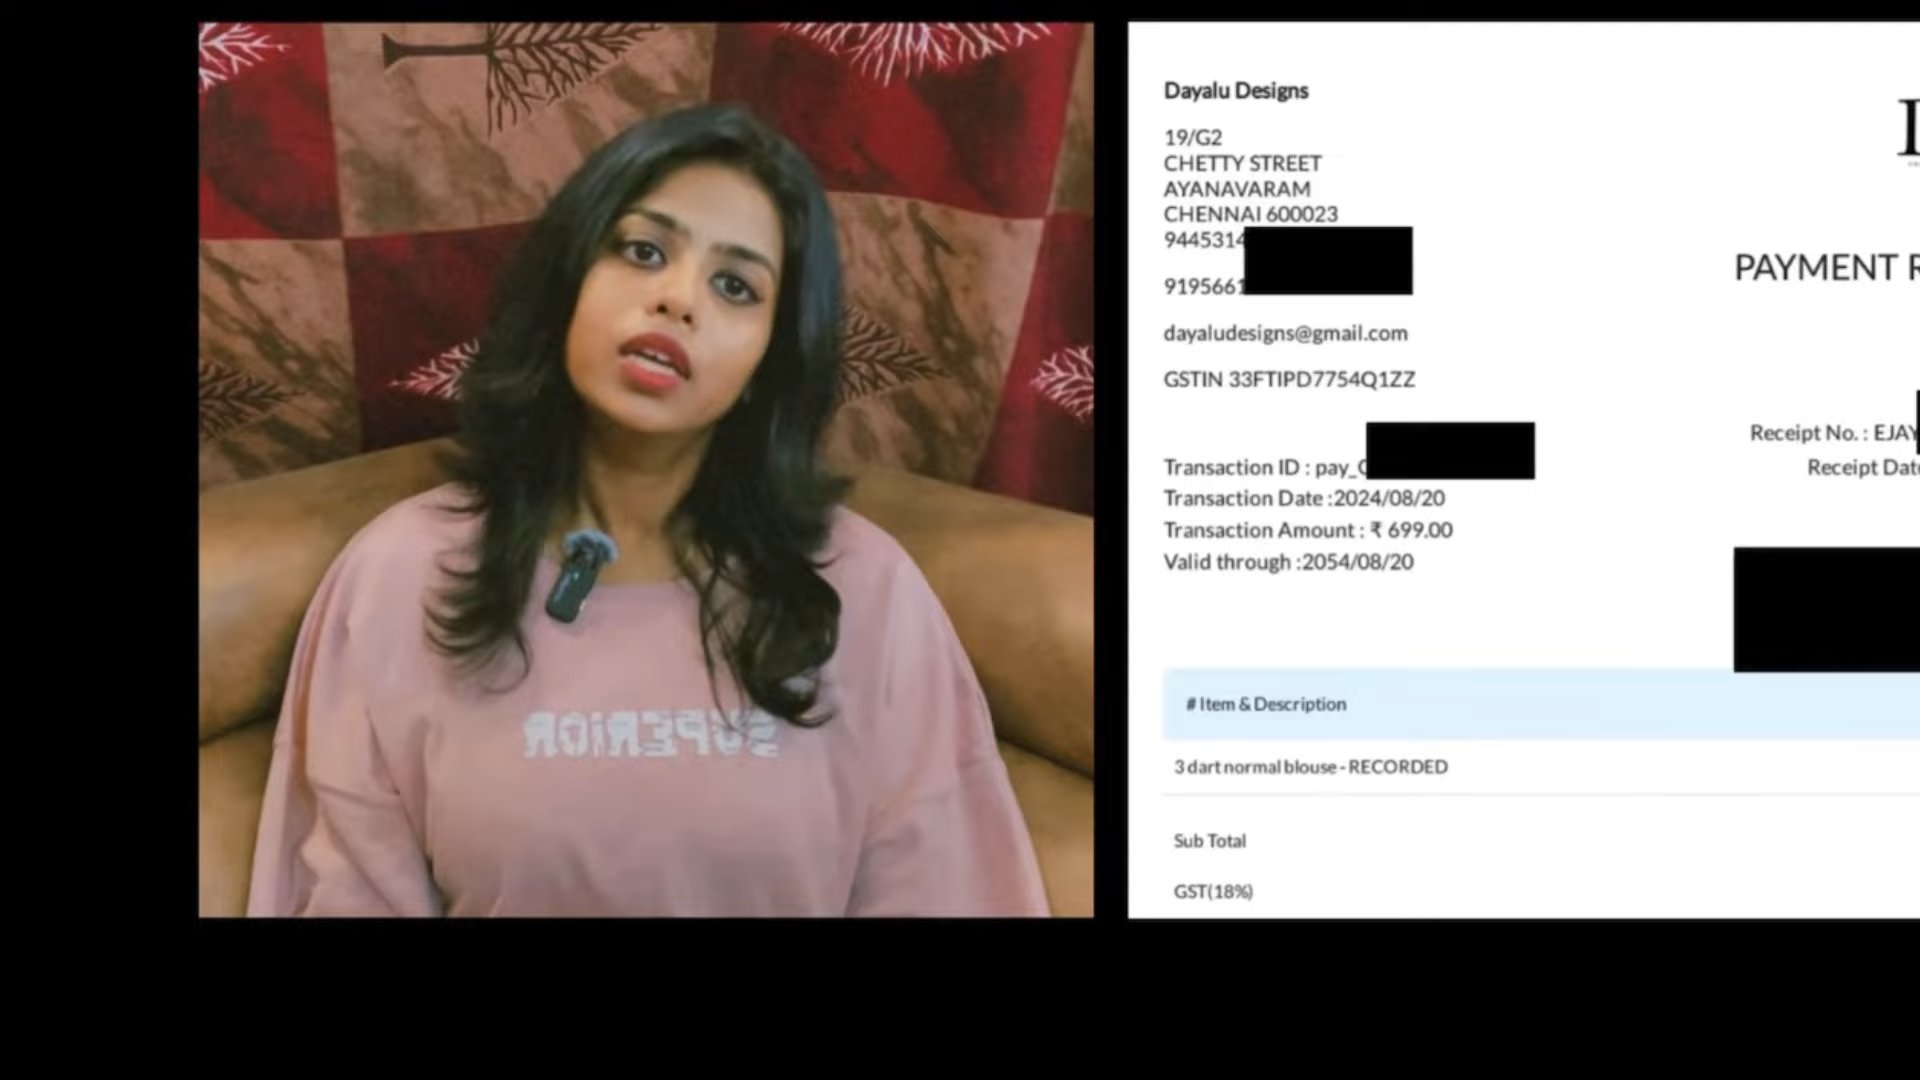 SUPERIOR
Dayalu Designs
19/G2
CHETTY STREET
AYANAVARAM
CHENNAI 600023
9445314
919566
dayaludesigns@gmail.com
GSTIN 33FTIPD7754Q1ZZ
PAYMENT
Receipt No. : EJAY
Transaction ID : pay_
Receipt
Transaction Date :2024/08/20
Transaction Amount : ₹ 699.00
Valid through :2054/08/20
# Item & Description
3 dart normal blouse - RECORDED
Sub Total
GST(18%)